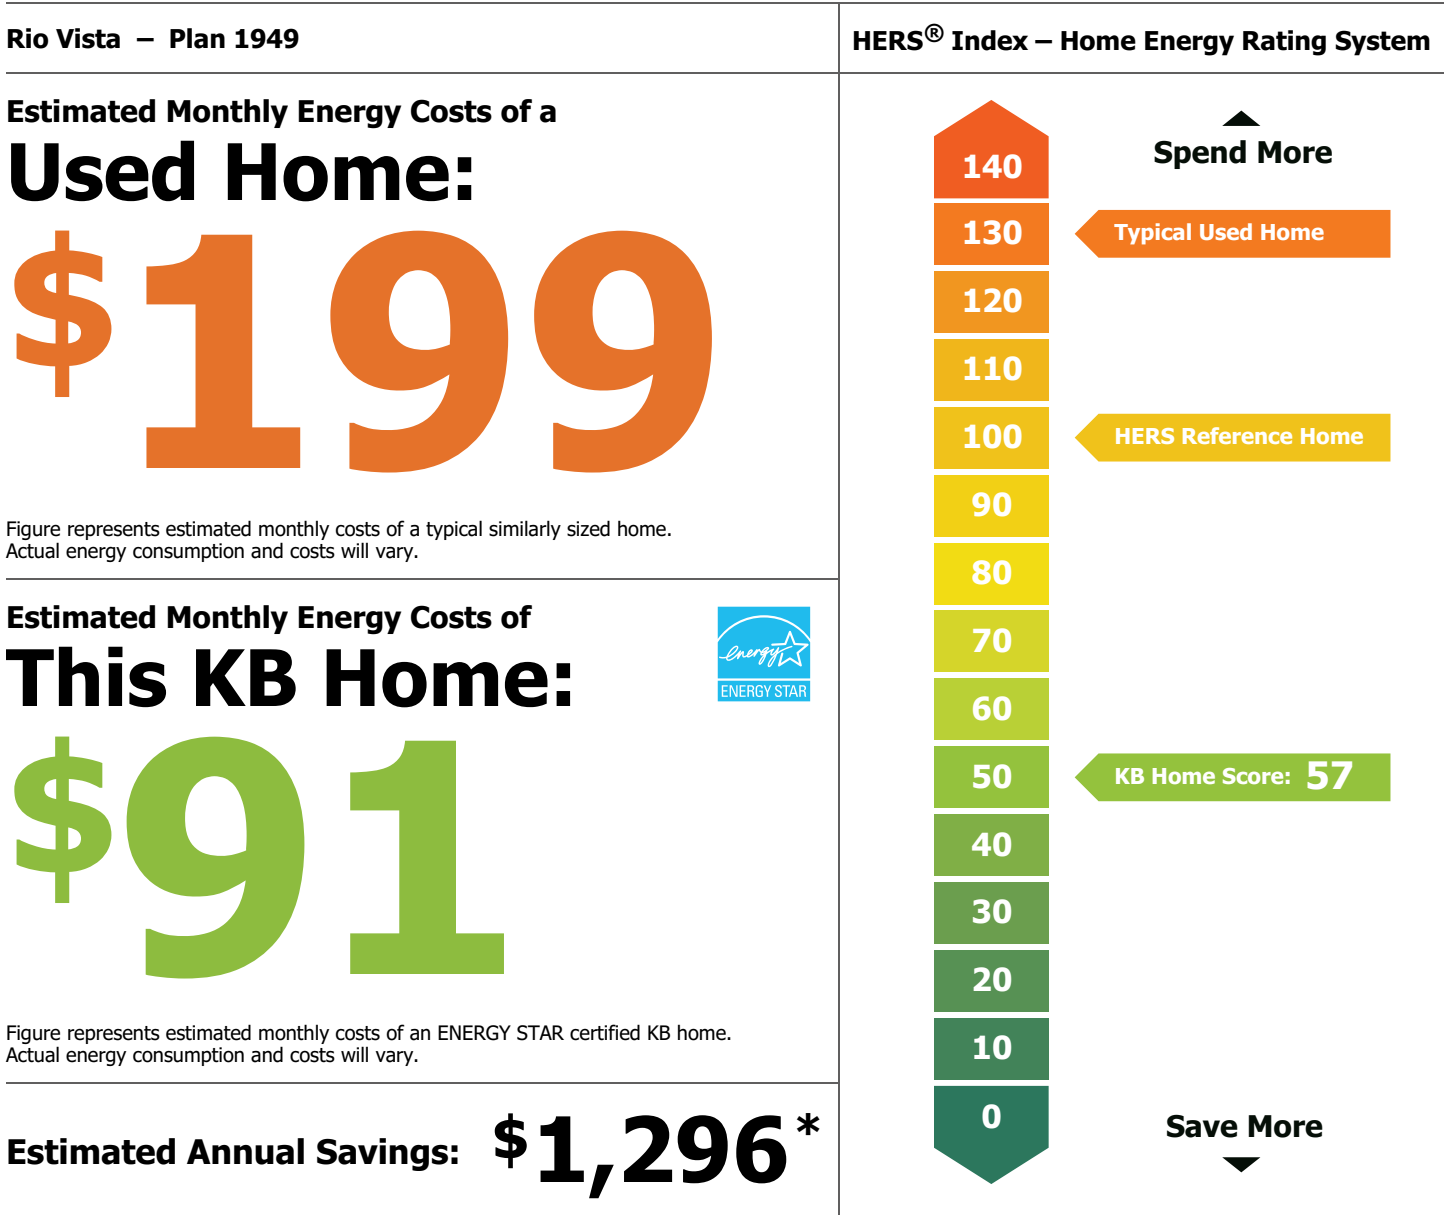 Rio Vista – Plan 1949
Estimated Monthly Energy Costs of a
Used Home:
$199
Figure represents estimated monthly costs of a typical similarly sized home.
Actual energy consumption and costs will vary.
Estimated Monthly Energy Costs of
This KB Home:
energy
ENERGY STAR
$91
Figure represents estimated monthly costs of an ENERGY STAR certified KB home.
Actual energy consumption and costs will vary.
Estimated Annual Savings: $1,296*
HERS® Index – Home Energy Rating System
Spend More
140
130 Typical Used Home
120
110
100 HERS Reference Home
90
80
70
60
50 KB Home Score: 57
40
30
20
10
0
Save More